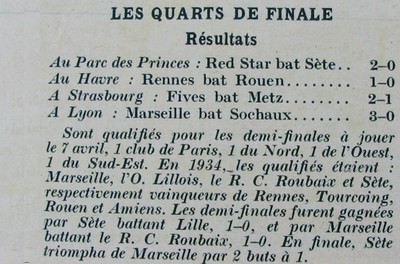 LES QUARTS DE FINALE
Résultats
Au Parc des Princes : Red Star bat Sète.. 2-0
Au Havre : Rennes bat Rouen ....... 1-0
A Strasbourg : Fives bat Metz ....... 2-1
A Lyon : Marseille bat Sochaux .... 3-0
Sont qualifiés pour les demi-finales à jouer
le 7 avril, 1 club de Paris, 1 du Nord, 1 de l'Ouest,
1 du Sud-Est. En 1934, les qualifiés étaient :
Marseille, l'O. Lillois, le R. C. Roubaix et Sète,
respectivement vainqueurs de Rennes, Tourcoing,
Rouen et Amiens. Les demi-finales furent gagnées
par Sète battant Lille, 1-0, et par Marseille
battant le R. C. Roubaix, 1-0. En finale, Sète
triompha de Marseille par 2 buts à 1.